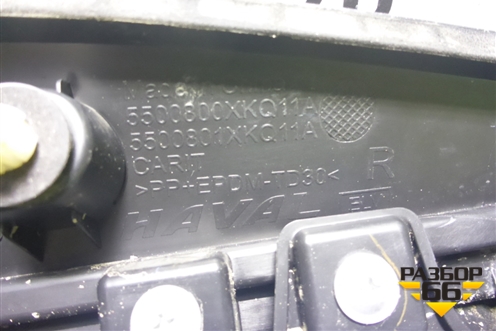 5500800XKQ11A
5500801XKQ11A
CARIT
>PP+EPDM-TD30<
R
HAVAL
РАЗБОР
66